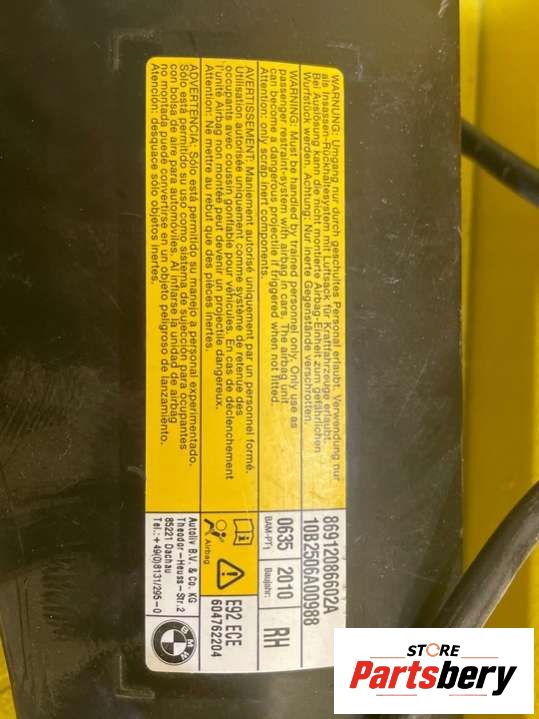 WARNUNG: Umgang nur durch geschultes Personal erlaubt. Verwendung nur
als Insassen-Rückhaltesystem mit Luftsack für Kraftfahrzeuge erlaubt.
Bei Auslösung kann die nicht montierte Airbag-Einheit zum gefährlichen
Wurfstück werden. Achtung: Nur inerte Gegenstände verschrotten.
WARNING: Must be handled by trained personnel only. Only use as
passenger restraint-system with airbag in cars. The airbag unit
can become a dangerous projectile if triggered when not fitted.
Attention: only scrap inert components.
AVERTISSEMENT: Maniement autorisé uniquement par un personnel formé.
Utilisation autorisée uniquement comme système de retenue des
occupants avec coussin gonflable pour véhicules. En cas de déclenchement
l'unité Airbag non montée peut devenir un projectile dangereux.
Attention: Ne mettre au rebut que des pièces inertes.
ADVERTENCIA: Sólo está permitido su manejo a personal experimentado.
Sólo está permitido su uso como sistema de sujección para ocupantes
con bolsa de aire para automóviles. Al inflarse la unidad de airbag
no montada puede convertirse en un objeto peligroso de lanzamiento.
Atención: desguace sólo objetos inertes.
86912086602A
10B2506A00988
0635 2010 RH
BAM-PT1 Baujahr:
Airbag
E92 ECE
604762204
Autoliv B.V. & Co. KG
Theodor-Heuss-Str.2
85221 Dachau
Tel.: +49(0)8131/295-0
BMW
STORE
Partsbery